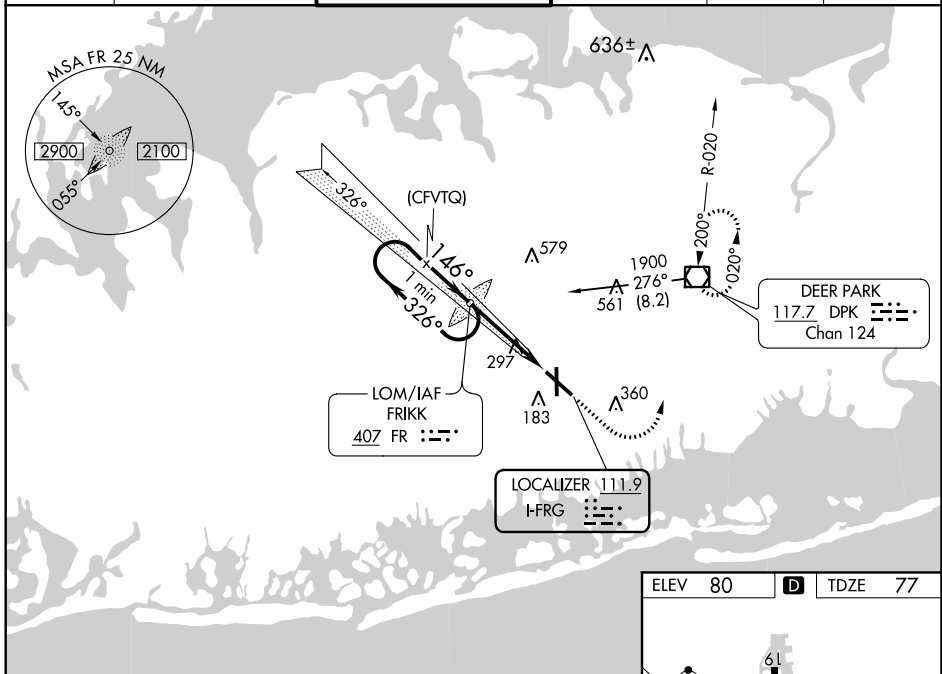 MSA FR 25 NM
145°
2900
2100
055°
636±
R-020
326°
(CFVTQ)
146°
579
1900
276°
561
(8.2)
200°
020°
DEER PARK
117.7 DPK
Chan 124
1 min
326°
297
LOM/IAF
FRIKK
407 FR
183
360
LOCALIZER 111.9
I-FRG
ELEV 80
D
TDZE 77
19